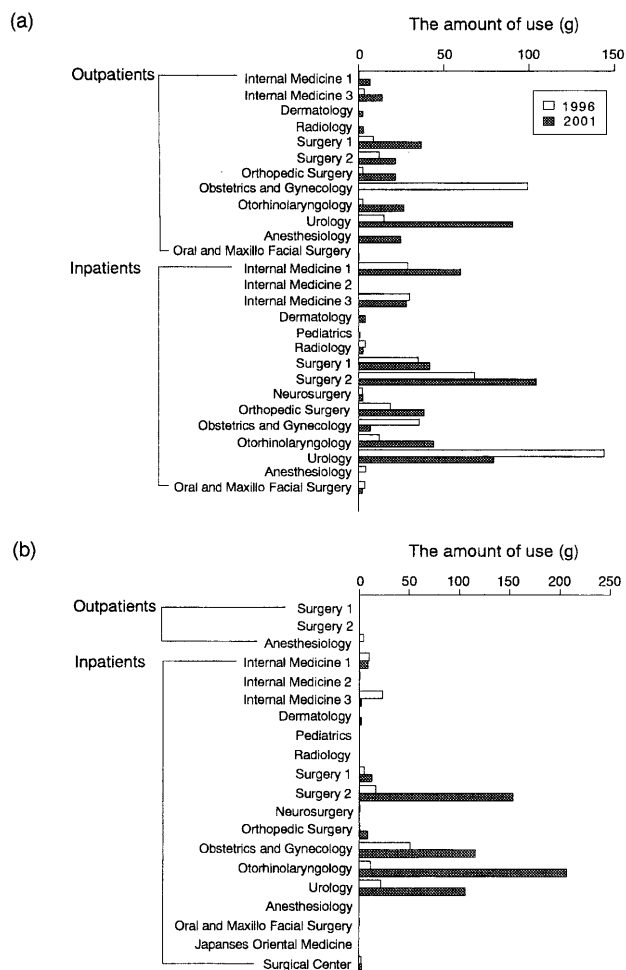 (a)
The amount of use (g)
0 50 100 150
Outpatients
Internal Medicine 1
Internal Medicine 3
Dermatology
Radiology
Surgery 1
Surgery 2
Orthopedic Surgery
Obstetrics and Gynecology
Otorhinolaryngology
Urology
Anesthesiology
Oral and Maxillo Facial Surgery
1996
2001
Inpatients
Internal Medicine 1
Internal Medicine 2
Internal Medicine 3
Dermatology
Pediatrics
Radiology
Surgery 1
Surgery 2
Neurosurgery
Orthopedic Surgery
Obstetrics and Gynecology
Otorhinolaryngology
Urology
Anesthesiology
Oral and Maxillo Facial Surgery
(b)
The amount of use (g)
0 50 100 150 200 250
Outpatients
Surgery 1
Surgery 2
Anesthesiology
Inpatients
Internal Medicine 1
Internal Medicine 2
Internal Medicine 3
Dermatology
Pediatrics
Radiology
Surgery 1
Surgery 2
Neurosurgery
Orthopedic Surgery
Obstetrics and Gynecology
Otorhinolaryngology
Urology
Anesthesiology
Oral and Maxillo Facial Surgery
Japanses Oriental Medicine
Surgical Center